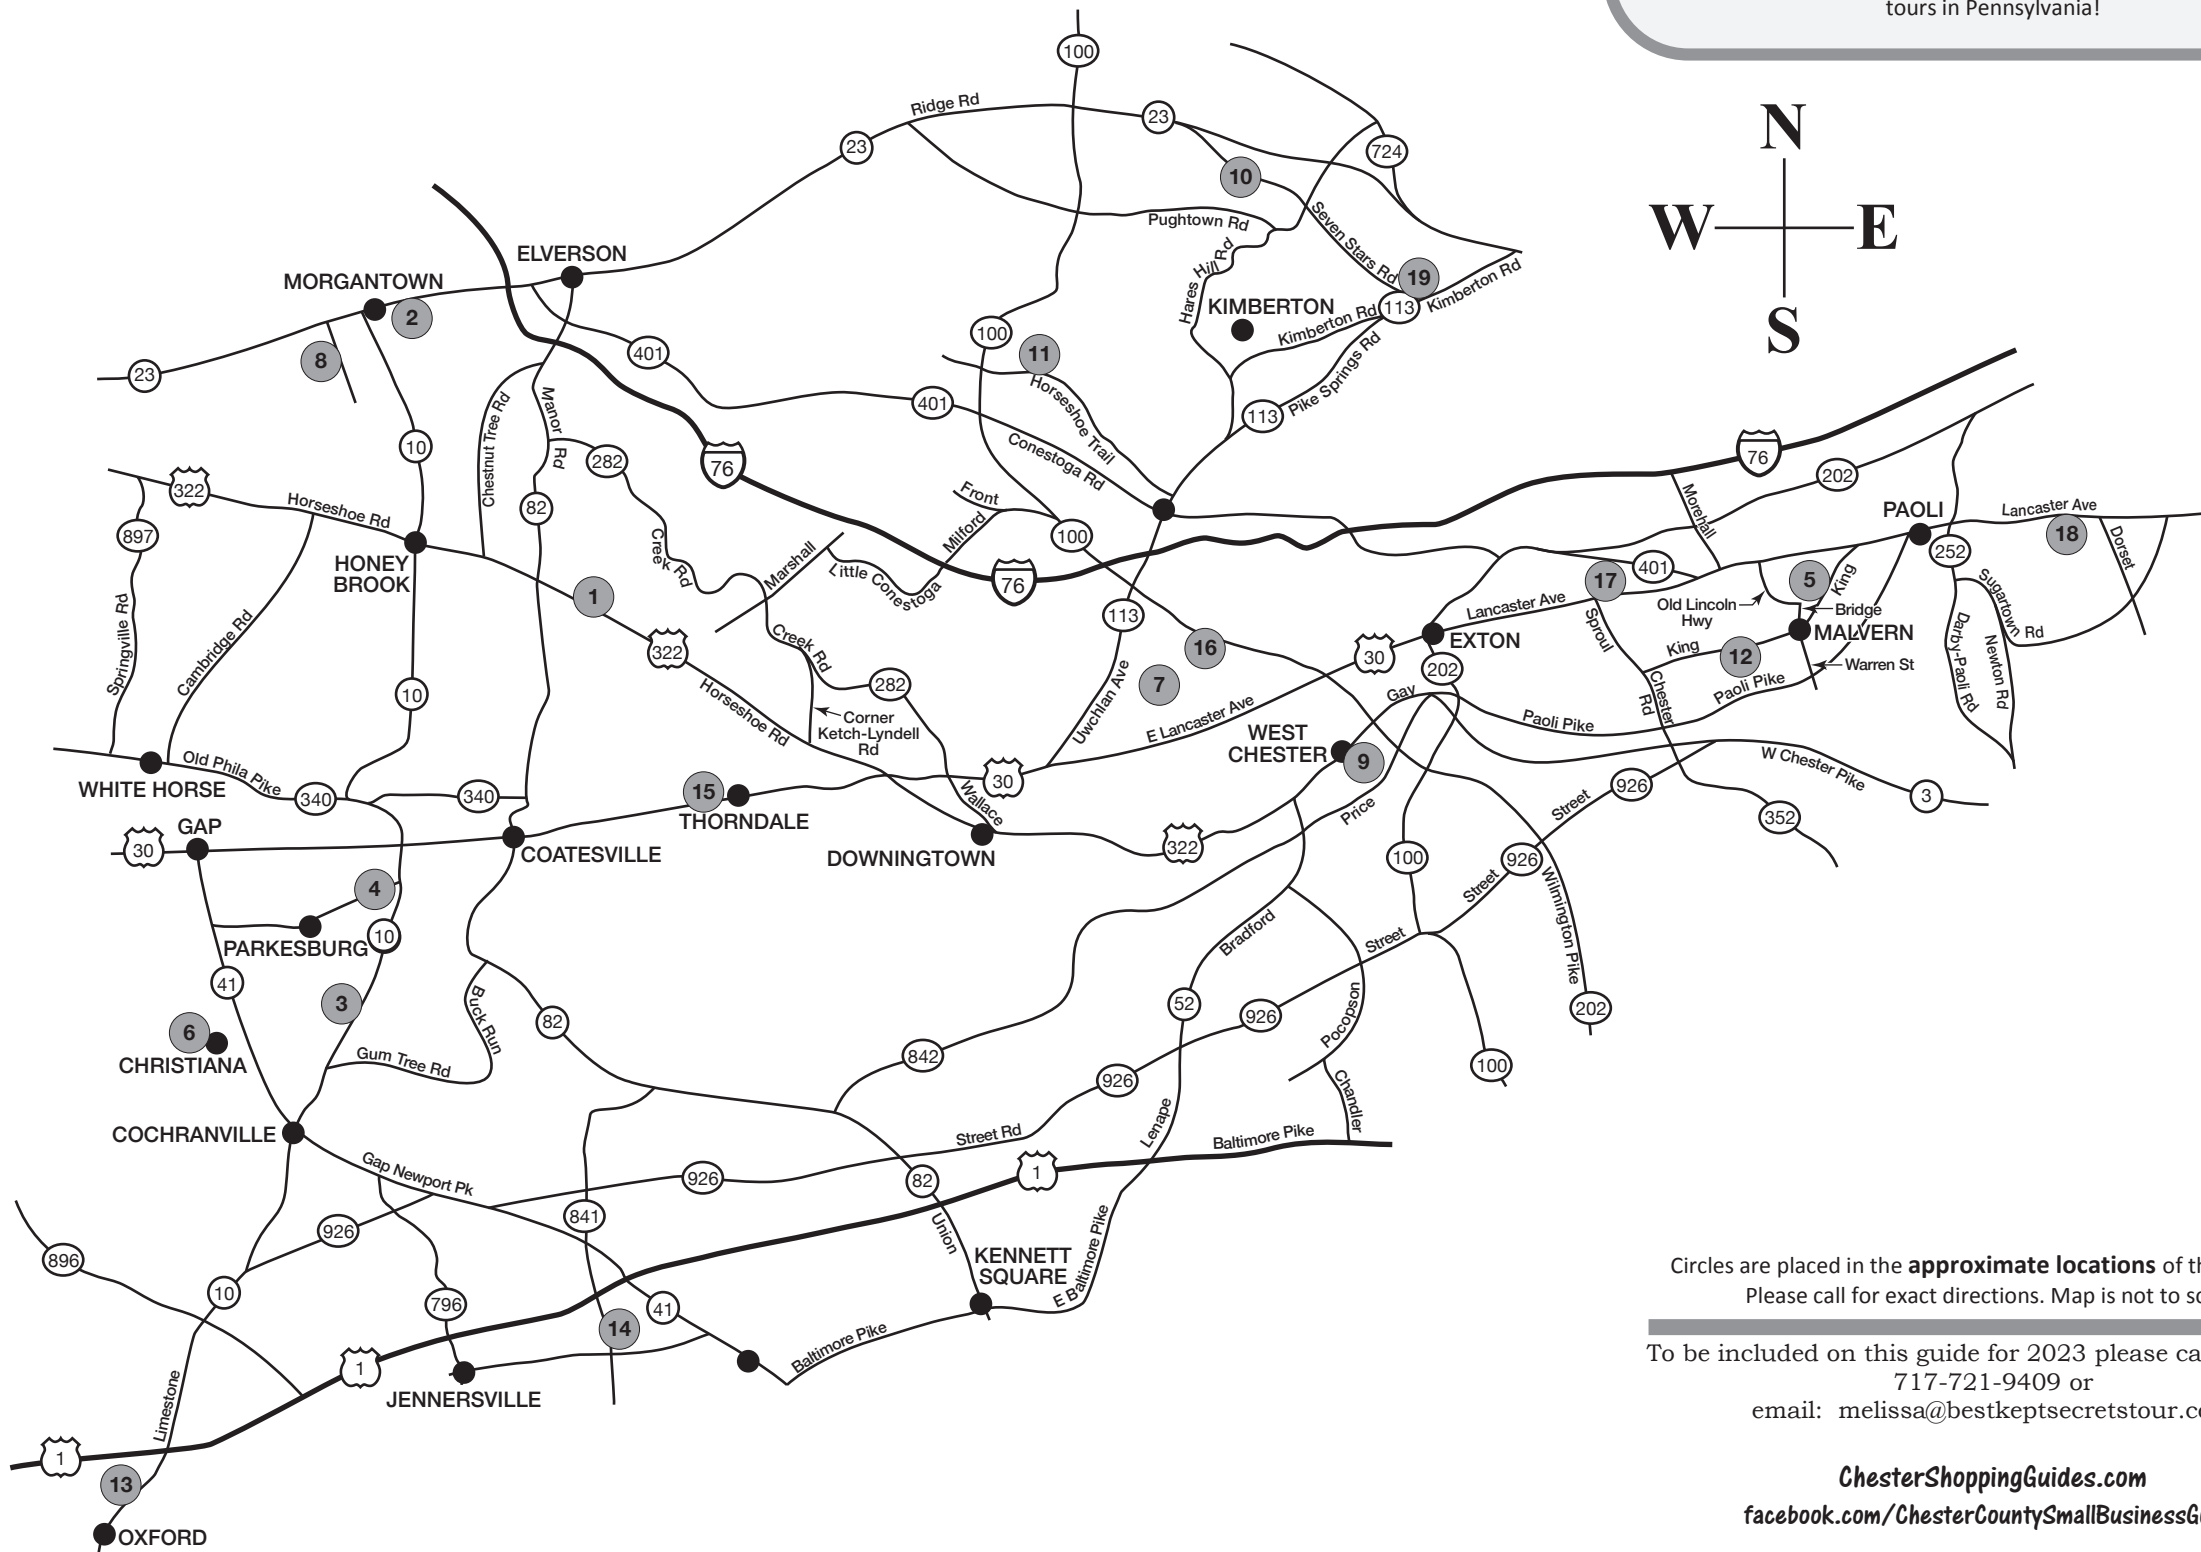 tours in Pennsylvania!
N
W
E
S
100
Ridge Rd
23
23
724
10
Pughtown Rd
Seven Stars Rd
Hares Hill Rd
19
KIMBERTON
Kimberton Rd
113
Kimberton Rd
Pike Springs Rd
113
ELVERSON
MORGANTOWN
2
8
23
401
100
11
Horseshoe Trail
401
Conestoga Rd
10
Chestnut Tree Rd
Manor Rd
282
76
82
322
Horseshoe Rd
897
HONEY
BROOK
Springville Rd
Cambridge Rd
1
322
Creek Rd
Marshall
Little Conestoga
Milford
Front
100
76
76
202
Morehall
PAOLI
Lancaster Ave
18
252
Dorset
Sugartown Rd
Darby-Paoli Rd
Newton Rd
401
17
5
King
Old Lincoln
Hwy
Bridge
MALVERN
Warren St
King
12
Paoli Pike
Sproul
Chester Rd
Lancaster Ave
EXTON
30
202
113
16
7
Uwchlan Ave
E Lancaster Ave
Gay
Paoli Pike
WEST
CHESTER
9
W Chester Pike
3
352
926
Street
Creek Rd
282
Corner
Ketch-Lyndell
Rd
Horseshoe Rd
10
WHITE HORSE
Old Phila Pike
340
340
15
THORNDALE
30
Wallace
DOWNINGTOWN
322
Price
GAP
30
COATESVILLE
4
PARKESBURG
10
41
3
6
CHRISTIANA
Gum Tree Rd
Buck Run
82
COCHRANVILLE
100
926
Street
Wilmington Pike
202
100
Street
Bradford
52
926
Pocopson
Chandler
842
926
Lenape
Street Rd
Baltimore Pike
1
Gap Newport Pk
926
82
Union
841
926
896
10
796
41
14
KENNETT
SQUARE
E Baltimore Pike
Baltimore Pike
1
JENNERSVILLE
Limestone
1
13
OXFORD
Circles are placed in the approximate locations of
Please call for exact directions. Map is not to
To be included on this guide for 2023 please
717-721-9409 or
email: melissa@bestkeptsecretstour.
ChesterShoppingGuides.com
facebook.com/ChesterCountySmallBusiness